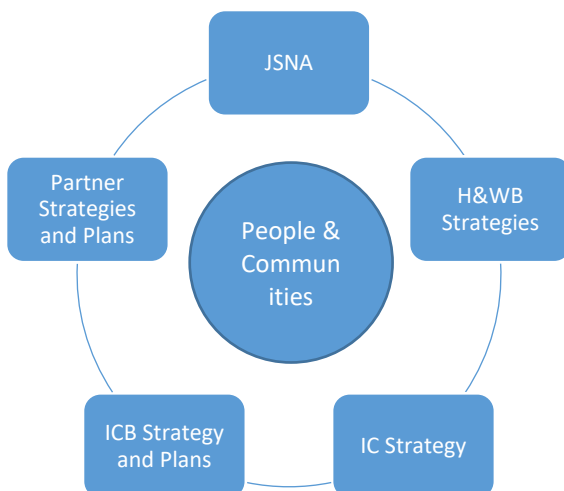 JSNA
H&WB
Strategies
IC Strategy
ICB Strategy
and Plans
Partner
Strategies
and Plans
People &
Commun
ities